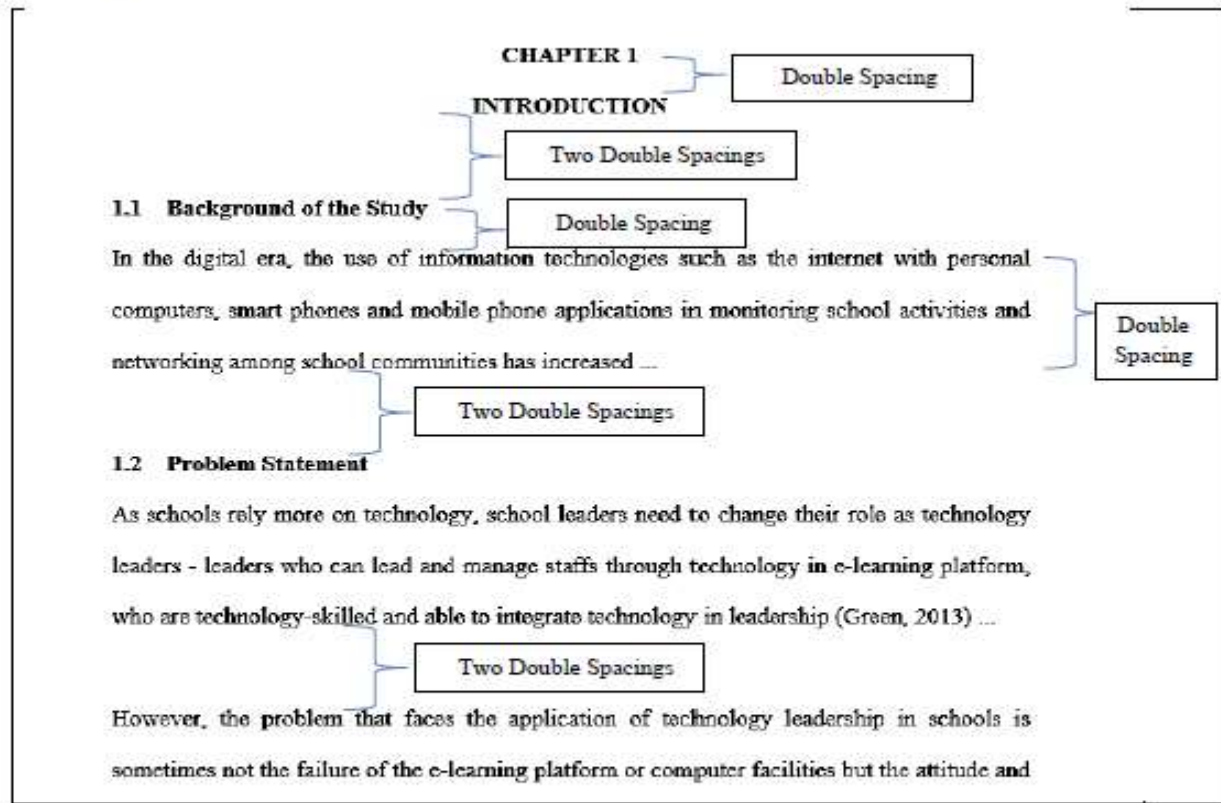 CHAPTER 1
Double Spacing
INTRODUCTION
Two Double Spacings
1.1 Background of the Study
Double Spacing
In the digital era, the use of information technologies such as the internet with personal
computers, smart phones and mobile phone applications in monitoring school activities and
Double
Spacing
networking among school communities has increased ...
Two Double Spacings
1.2 Problem Statement
As schools rely more on technology, school leaders need to change their role as technology
leaders - leaders who can lead and manage staffs through technology in e-learning platform,
who are technology-skilled and able to integrate technology in leadership (Green, 2013) ...
Two Double Spacings
However, the problem that faces the application of technology leadership in schools is
sometimes not the failure of the e-learning platform or computer facilities but the attitude and